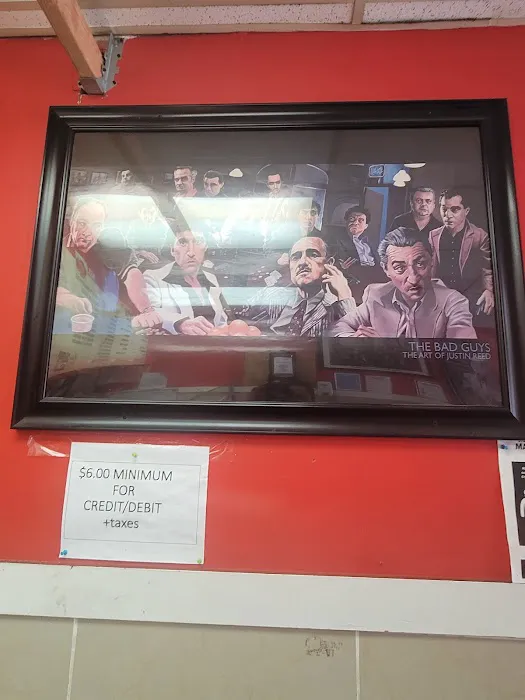 THE BAD GUYS
THE ART OF JUSTIN REED
$6.00 MINIMUM
FOR
CREDIT/DEBIT
+taxes